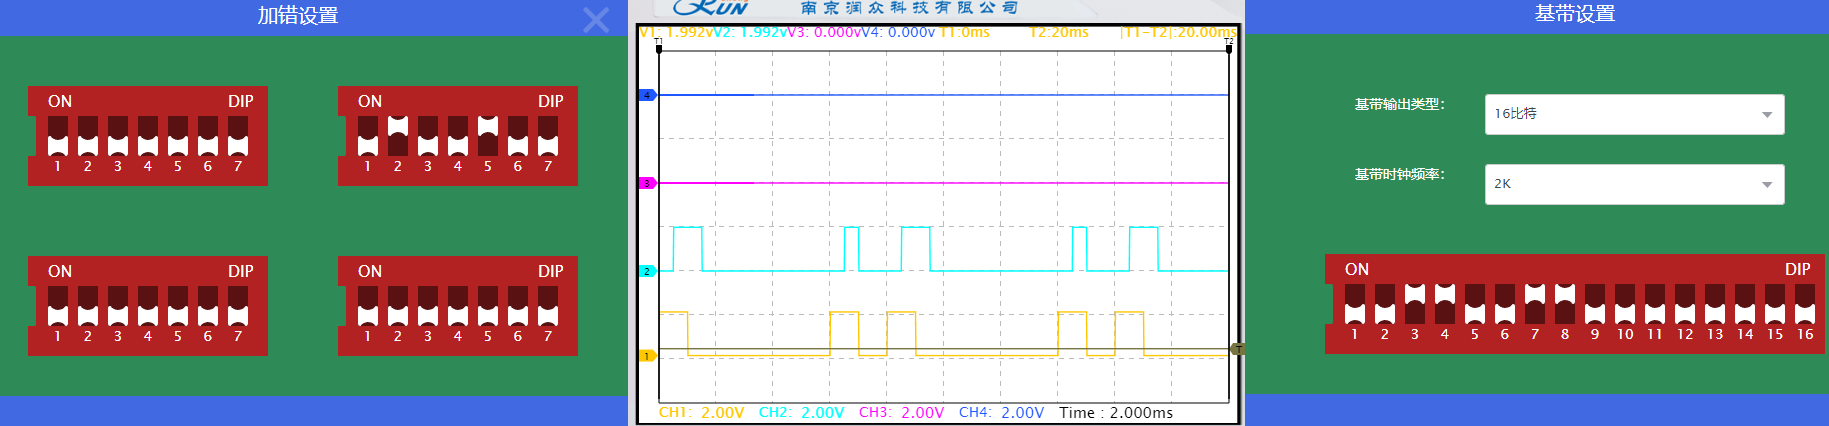 加错设置
ON DIP
1 2 3 4 5 6 7
ON DIP
1 2 3 4 5 6 7
ON DIP
1 2 3 4 5 6 7
ON DIP
1 2 3 4 5 6 7
RUN 南京润众科技有限公司
V1: 1.992v V2: 1.992v V3: 0.000v V4: 0.000v T1:0ms T2:20ms |T1-T2|:20.00ms
T1 T2
4
3
2
T
1
CH1: 2.00V CH2: 2.00V CH3: 2.00V CH4: 2.00V Time : 2.000ms
基带设置
基带输出类型: 16比特
基带时钟频率: 2K
ON DIP
1 2 3 4 5 6 7 8 9 10 11 12 13 14 15 16